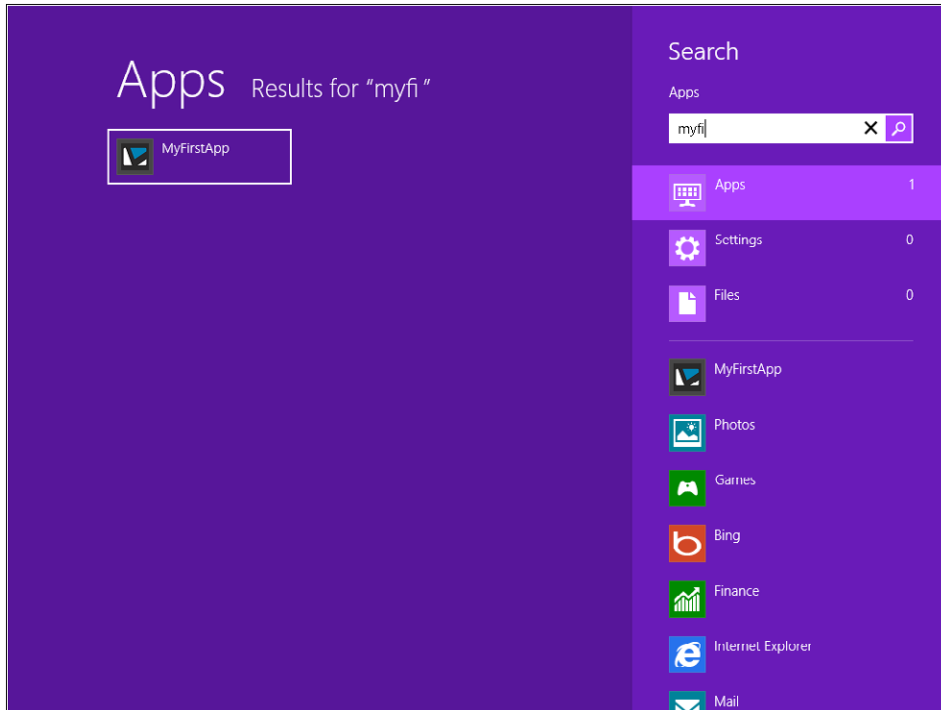 Apps Results for “myfi ”
MyFirstApp
Search
Apps
myfi
Apps 1
Settings 0
Files 0
MyFirstApp
Photos
Games
Bing
Finance
Internet Explorer
Mail